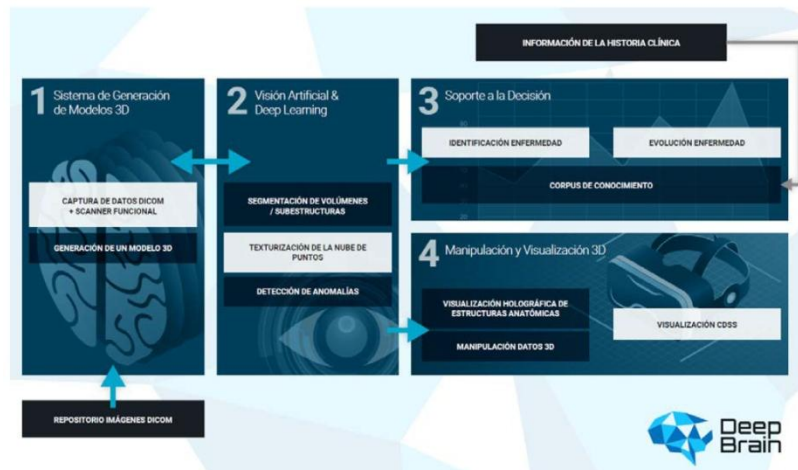 INFORMACIÓN DE LA HISTORIA CLÍNICA
1 Sistema de Generación
de Modelos 3D
CAPTURA DE DATOS DICOM
+ SCANNER FUNCIONAL
GENERACIÓN DE UN MODELO 3D
2 Visión Artificial &
Deep Learning
SEGMENTACIÓN DE VOLÚMENES
/ SUBESTRUCTURAS
TEXTURIZACIÓN DE LA NUBE DE
PUNTOS
DETECCIÓN DE ANOMALÍAS
3 Soporte a la Decisión
IDENTIFICACIÓN ENFERMEDAD
EVOLUCIÓN ENFERMEDAD
CORPUS DE CONOCIMIENTO
4 Manipulación y Visualización 3D
VISUALIZACIÓN HOLOGRÁFICA DE
ESTRUCTURAS ANATÓMICAS
MANIPULACIÓN DATOS 3D
VISUALIZACIÓN CDSS
REPOSITORIO IMÁGENES DICOM
Deep
Brain